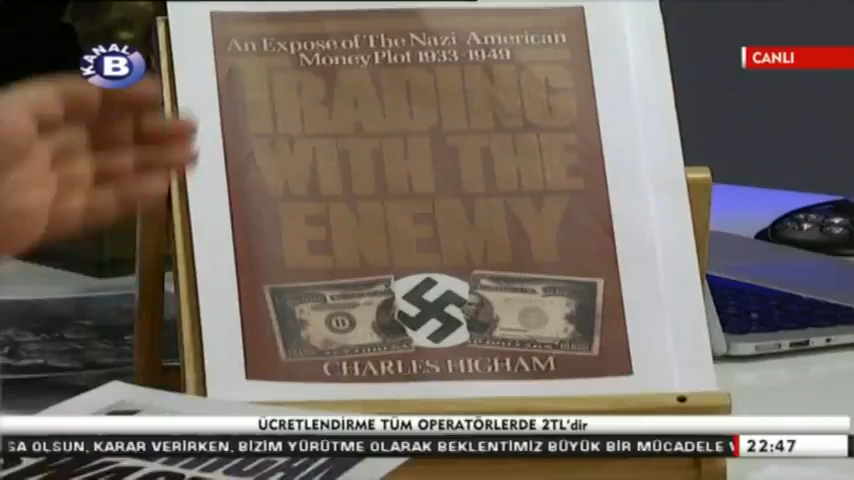 KANAL
B
CANLI
An Exposé of The Nazi-American
Money Plot 1933-1949
TRADING
WITH THE
ENEMY
CHARLES HIGHAM
ÜCRETLENDİRME TÜM OPERATÖRLERDE 2TL'dir
SA OLSUN, KARAR VERİRKEN, BİZİM YÜRÜTME OLARAK BEKLENTİMİZ BÜYÜK BİR MÜCADELE
22:47